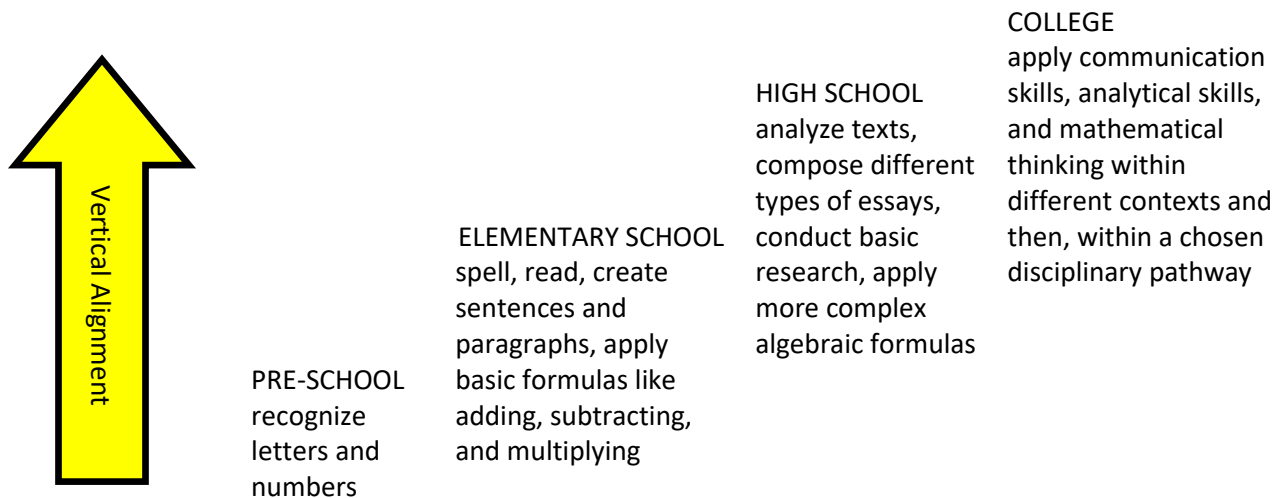 Vertical Alignment
PRE-SCHOOL
recognize
letters and
numbers
ELEMENTARY SCHOOL
spell, read, create
sentences and
paragraphs, apply
basic formulas like
adding, subtracting,
and multiplying
HIGH SCHOOL
analyze texts,
compose different
types of essays,
conduct basic
research, apply
more complex
algebraic formulas
COLLEGE
apply communication
skills, analytical skills,
and mathematical
thinking within
different contexts and
then, within a chosen
disciplinary pathway